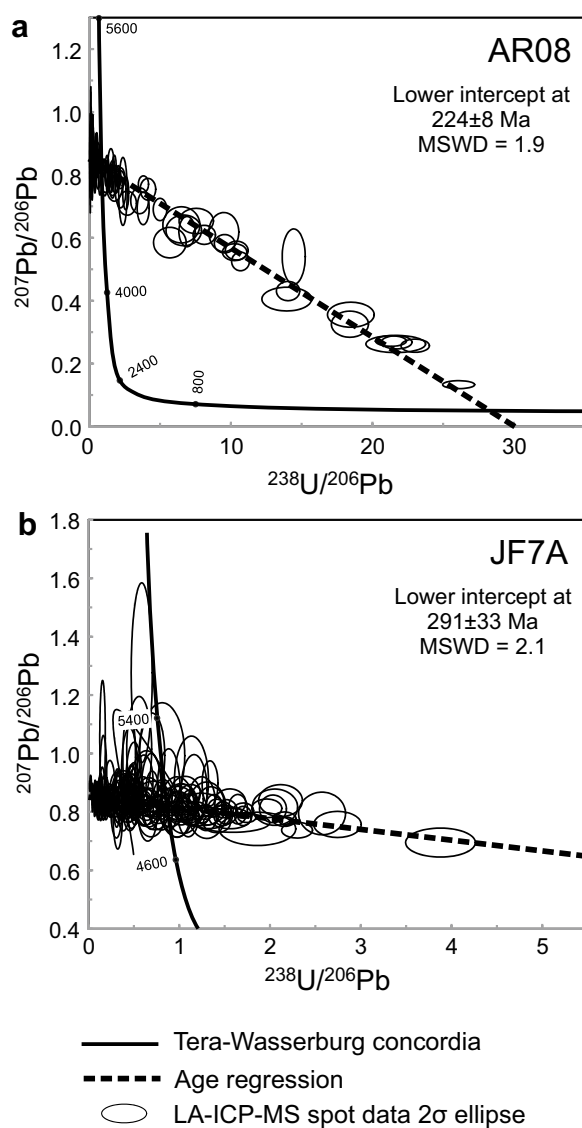 a
AR08
Lower intercept at
224±8 Ma
MSWD = 1.9
5600
4000
2400
800
1.2
1.0
0.8
0.6
0.4
0.2
0.0
²⁰⁷Pb/²⁰⁶Pb
0 10 20 30
²³⁸U/²⁰⁶Pb
b
JF7A
Lower intercept at
291±33 Ma
MSWD = 2.1
5400
4600
1.8
1.6
1.4
1.2
1.0
0.8
0.6
0.4
²⁰⁷Pb/²⁰⁶Pb
0 1 2 3 4 5
²³⁸U/²⁰⁶Pb
Tera-Wasserburg concordia
Age regression
LA-ICP-MS spot data 2σ ellipse